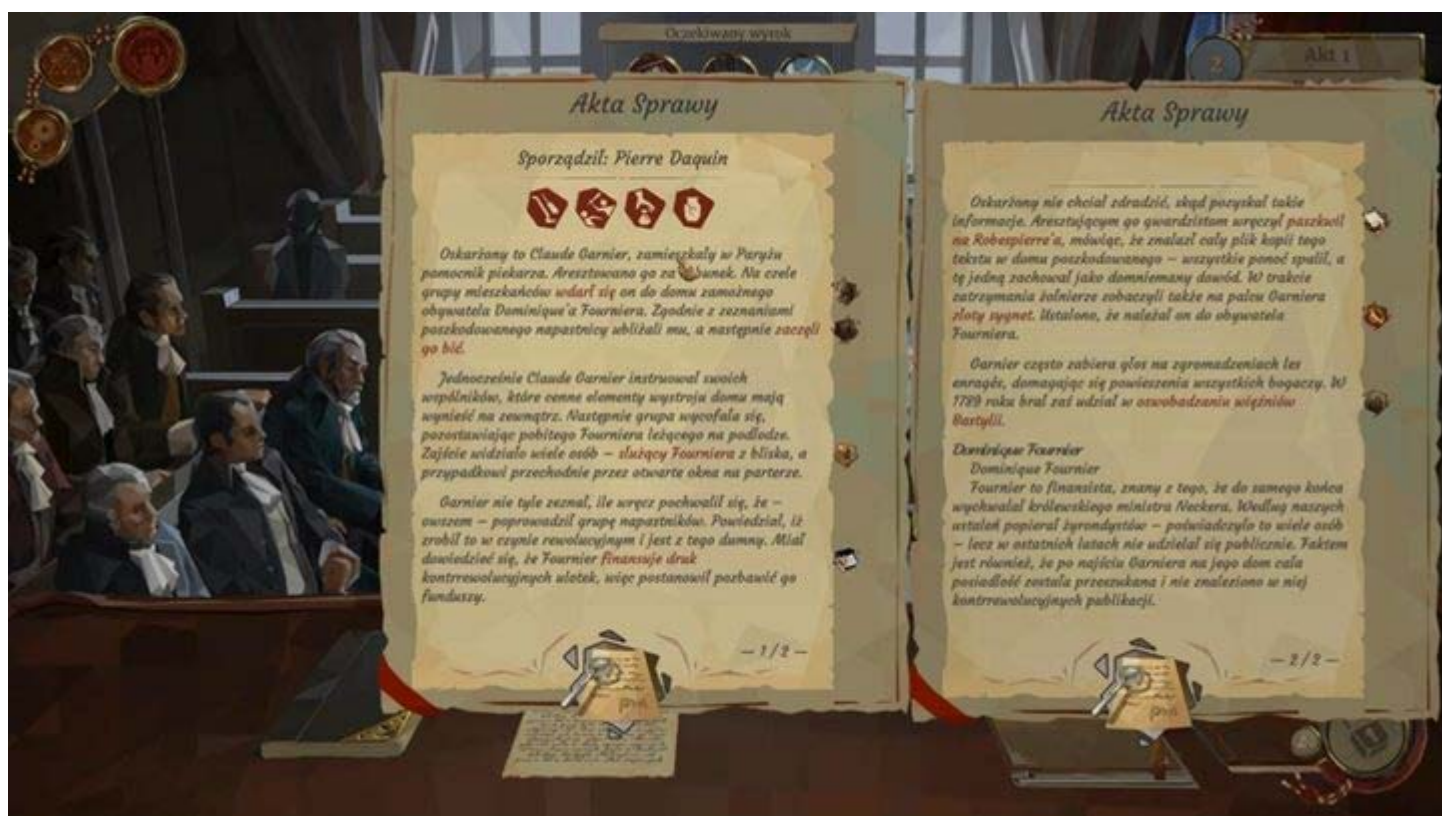 Oczekiwany wyrok
2
Akt 1
Akta Sprawy
Sporządził: Pierre Daquin
Oskarżony to Claude Garnier, zamieszkały w Paryżu
pomocnik piekarza. Aresztowano go za
grupy mieszkańców wdarł się on do domu zamożnego
obywatela Dominique'a Fourniera. Zgodnie z zeznaniami
poszkodowanego napastnicy ubliżali mu, a następnie zaczęli
go bić.
Jednocześnie Claude Garnier instruował swoich
wspólników, które cenne elementy wystroju domu mają
wynieść na zewnątrz. Następnie grupa wycofała się,
pozostawiając pobitego Fourniera leżącego na podłodze.
Zajście widziało wiele osób – służący Fourniera z bliska, a
przypadkowi przechodnie przez otwarte okna na parterze.
Garnier nie tyle zeznał, ile wręcz pochwalił się, że –
owszem – poprowadził grupę napastników. Powiedział, iż
zrobił to w czynie rewolucyjnym i jest z tego dumny. Miał
dowiedzieć się, że Fournier finansuje druk
kontrrewolucyjnych ulotek, więc postanowił pozbawić go
funduszy.
– 1/2 –
Akta Sprawy
Oskarżony nie chciał zdradzić, skąd pozyskał takie
informacje. Aresztującym go gwardzistom wręczył paszkwil
na Robespierre'a, mówiąc, że znalazł cały plik kopii tego
tekstu w domu poszkodowanego – wszystkie ponoć spalił, a
tę jedną zachował jako domniemany dowód. W trakcie
zatrzymania żołnierze zobaczyli także na palcu Garniera
złoty sygnet. Ustalono, że należał on do obywatela
Fourniera.
Garnier często zabiera głos na zgromadzeniach les
enragés, domagając się powieszenia wszystkich bogaczy. W
1789 roku brał zaś udział w oswobadzaniu więźniów
Bastylii.
Dominique Fournier
Dominique Fournier
Fournier to finansista, znany z tego, że do samego końca
wychwalał królewskiego ministra Neckera. Według naszych
ustaleń popierał żyrondystów – poświadczyło to wiele osób
– lecz w ostatnich latach nie udzielał się publicznie. Faktem
jest również, że po najściu Garniera na jego dom cała
posiadłość została przeszukana i nie znaleziono w niej
kontrrewolucyjnych publikacji.
– 2/2 –